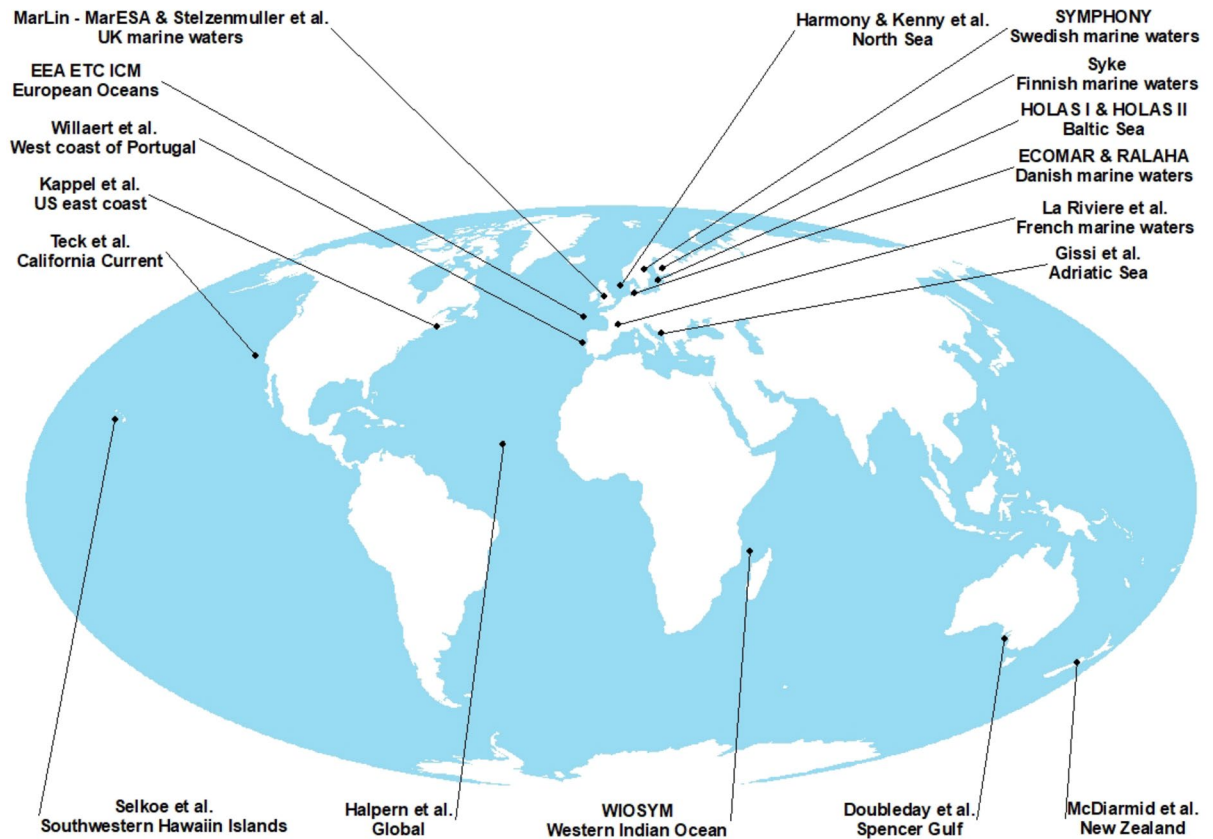 MarLin - MarESA & Stelzenmuller et al.
UK marine waters
EEA ETC ICM
European Oceans
Willaert et al.
West coast of Portugal
Kappel et al.
US east coast
Teck et al.
California Current
Harmony & Kenny et al.
North Sea
SYMPHONY
Swedish marine waters
Syke
Finnish marine waters
HOLAS I & HOLAS II
Baltic Sea
ECOMAR & RALAHA
Danish marine waters
La Riviere et al.
French marine waters
Gissi et al.
Adriatic Sea
Selkoe et al.
Southwestern Hawaiin Islands
Halpern et al.
Global
WIOSYM
Western Indian Ocean
Doubleday et al.
Spencer Gulf
McDiarmid et al.
New Zealand